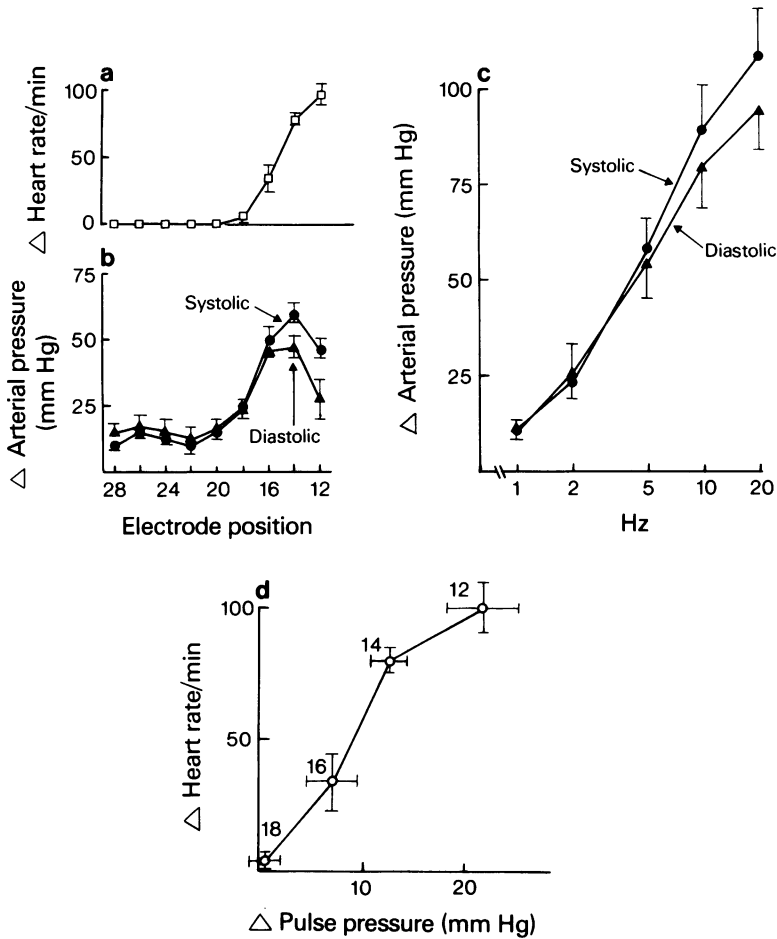 a
△ Heart rate/min
100
50
0
b
△ Arterial pressure
(mm Hg)
75
50
25
Systolic
Diastolic
28 24 20 16 12
Electrode position
c
△ Arterial pressure (mm Hg)
100
75
50
25
Systolic
Diastolic
1 2 5 10 20
Hz
d
△ Heart rate/min
100
50
12
14
16
18
10 20
△ Pulse pressure (mm Hg)